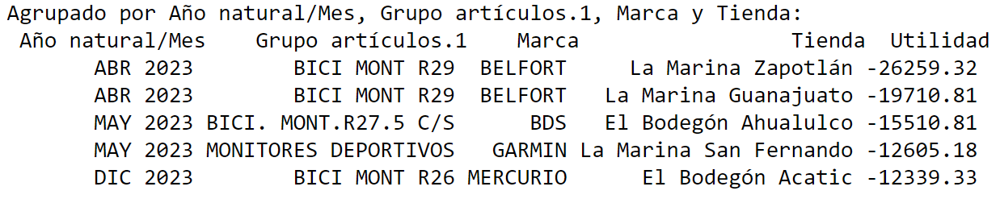 Agrupado por Año natural/Mes, Grupo artículos.1, Marca y Tienda:
Año natural/Mes Grupo artículos.1 Marca Tienda Utilidad
ABR 2023 BICI MONT R29 BELFORT La Marina Zapotlán -26259.32
ABR 2023 BICI MONT R29 BELFORT La Marina Guanajuato -19710.81
MAY 2023 BICI. MONT.R27.5 C/S BDS El Bodegón Ahualulco -15510.81
MAY 2023 MONITORES DEPORTIVOS GARMIN La Marina San Fernando -12605.18
DIC 2023 BICI MONT R26 MERCURIO El Bodegón Acatic -12339.33